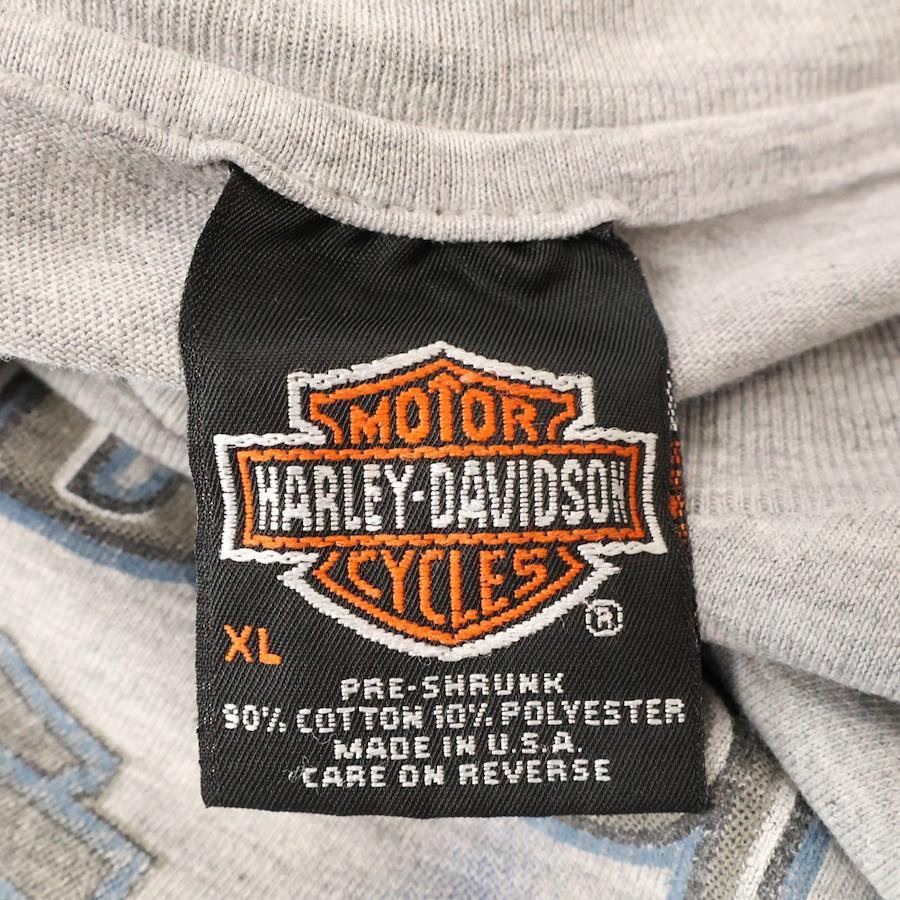 MOTOR
HARLEY-DAVIDSON
CYCLES
®
XL
PRE-SHRUNK
90% COTTON 10% POLYESTER
MADE IN U.S.A.
CARE ON REVERSE